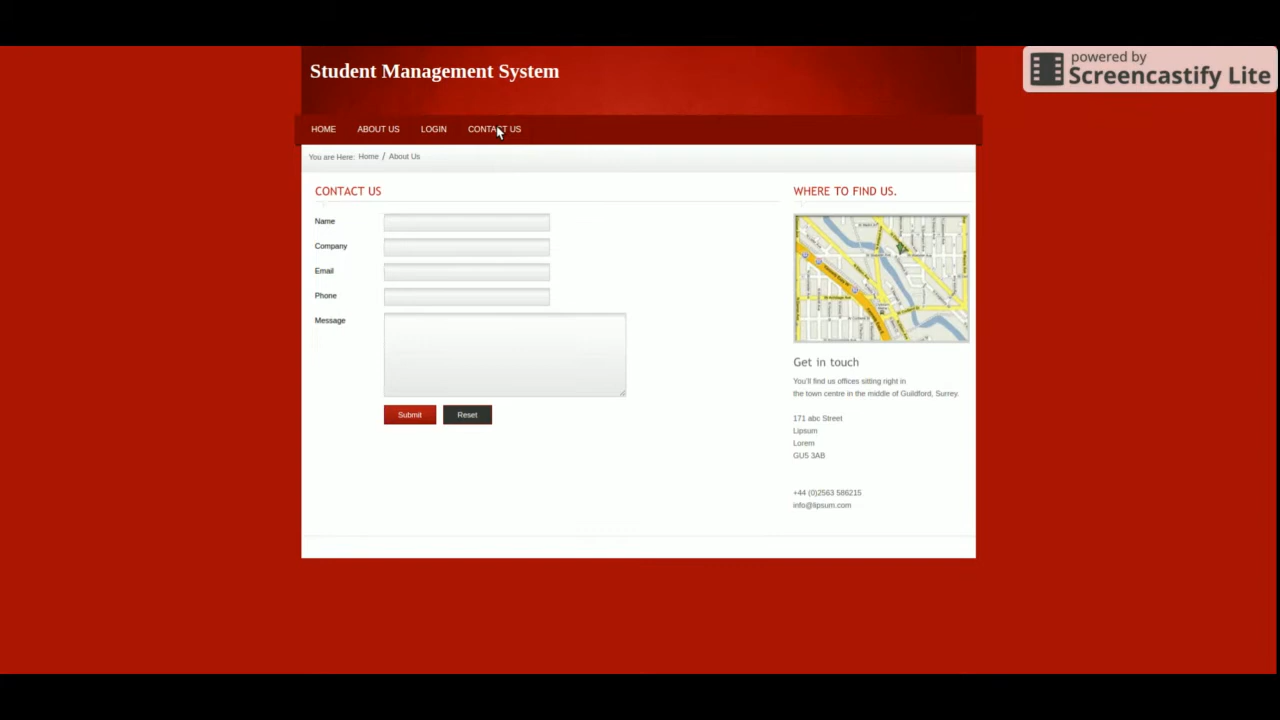 powered by
Screencastify Lite
Student Management System
HOME ABOUT US LOGIN CONTACT US
You are Here: Home / About Us
CONTACT US
Name
Company
Email
Phone
Message
Submit Reset
WHERE TO FIND US.
Get in touch
You'll find us offices sitting right in
the town centre in the middle of Guildford, Surrey.
171 abc Street
Lipsum
Lorem
GU5 3AB
+44 (0)2563 586215
info@lipsum.com